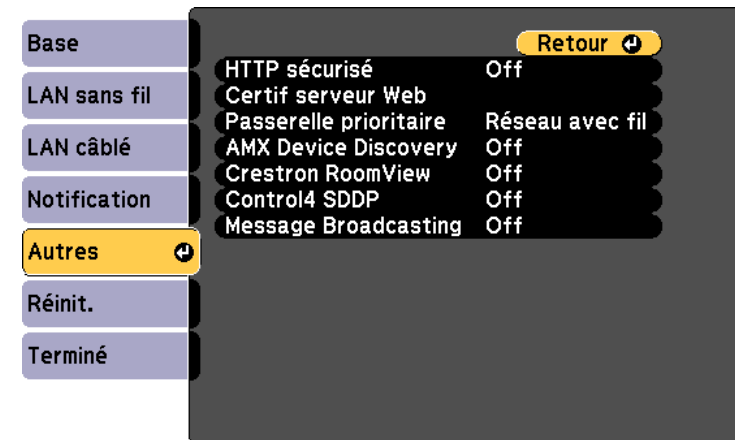 Base
LAN sans fil
LAN câblé
Notification
Autres
Réinit.
Terminé
Retour
HTTP sécurisé Off
Certif serveur Web
Passerelle prioritaire Réseau avec fil
AMX Device Discovery Off
Crestron RoomView Off
Control4 SDDP Off
Message Broadcasting Off